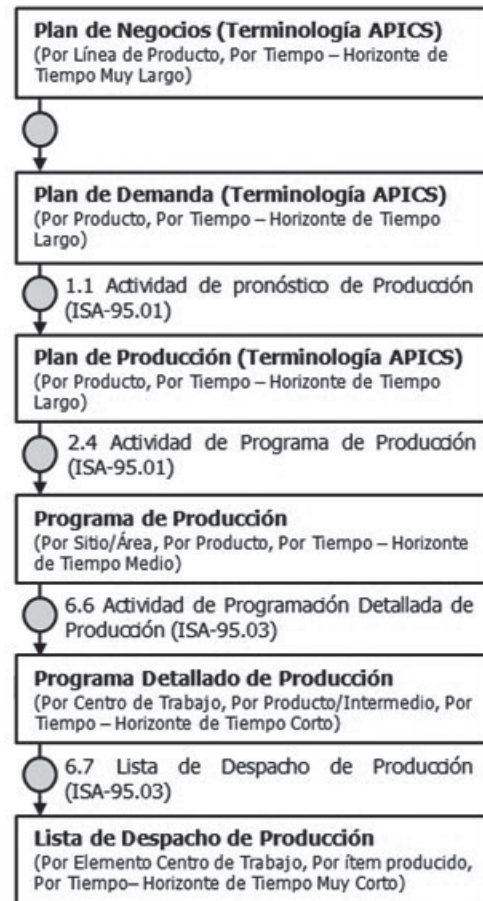 Plan de Negocios (Terminología APICS)
(Por Línea de Producto, Por Tiempo – Horizonte de
Tiempo Muy Largo)
Plan de Demanda (Terminología APICS)
(Por Producto, Por Tiempo – Horizonte de Tiempo
Largo)
1.1 Actividad de pronóstico de Producción
(ISA-95.01)
Plan de Producción (Terminología APICS)
(Por Producto, Por Tiempo – Horizonte de Tiempo
Largo)
2.4 Actividad de Programa de Producción
(ISA-95.01)
Programa de Producción
(Por Sitio/Área, Por Producto, Por Tiempo – Horizonte
de Tiempo Medio)
6.6 Actividad de Programación Detallada de
Producción (ISA-95.03)
Programa Detallado de Producción
(Por Centro de Trabajo, Por Producto/Intermedio, Por
Tiempo – Horizonte de Tiempo Corto)
6.7 Lista de Despacho de Producción
(ISA-95.03)
Lista de Despacho de Producción
(Por Elemento Centro de Trabajo, Por ítem producido,
Por Tiempo– Horizonte de Tiempo Muy Corto)